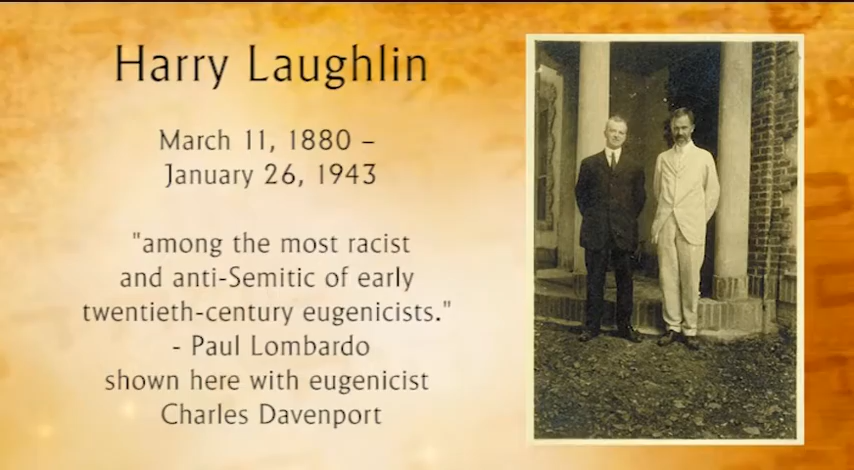 Harry Laughlin
March 11, 1880 –
January 26, 1943
"among the most racist
and anti-Semitic of early
twentieth-century eugenicists."
- Paul Lombardo
shown here with eugenicist
Charles Davenport